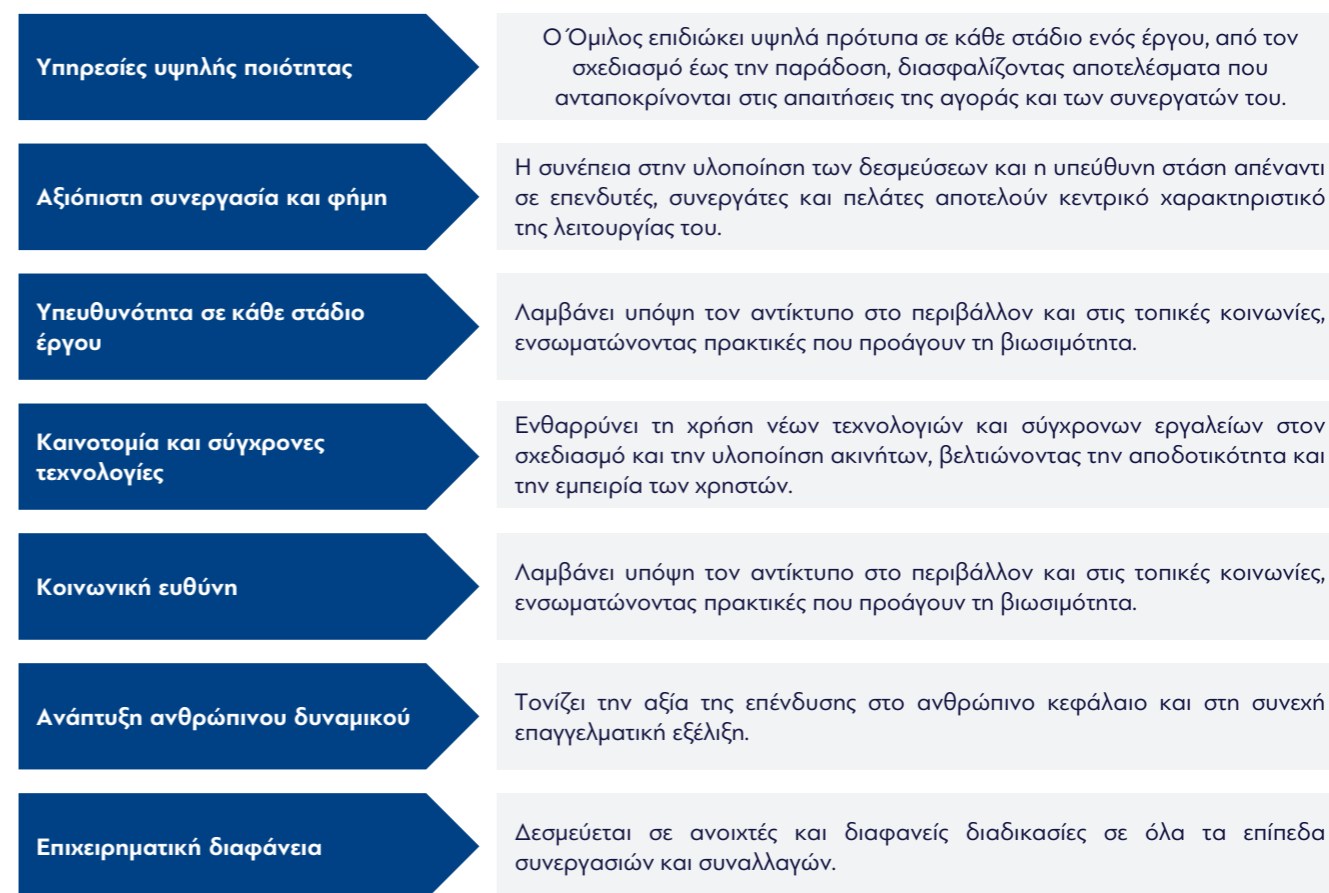 Υπηρεσίες υψηλής ποιότητας
Ο Όμιλος επιδιώκει υψηλά πρότυπα σε κάθε στάδιο ενός έργου, από τον
σχεδιασμό έως την παράδοση, διασφαλίζοντας αποτελέσματα που
ανταποκρίνονται στις απαιτήσεις της αγοράς και των συνεργατών του.
Αξιόπιστη συνεργασία και φήμη
Η συνέπεια στην υλοποίηση των δεσμεύσεων και η υπεύθυνη στάση απέναντι
σε επενδυτές, συνεργάτες και πελάτες αποτελούν κεντρικό χαρακτηριστικό
της λειτουργίας του.
Υπευθυνότητα σε κάθε στάδιο
έργου
Λαμβάνει υπόψη τον αντίκτυπο στο περιβάλλον και στις τοπικές κοινωνίες,
ενσωματώνοντας πρακτικές που προάγουν τη βιωσιμότητα.
Καινοτομία και σύγχρονες
τεχνολογίες
Ενθαρρύνει τη χρήση νέων τεχνολογιών και σύγχρονων εργαλείων στον
σχεδιασμό και την υλοποίηση ακινήτων, βελτιώνοντας την αποδοτικότητα και
την εμπειρία των χρηστών.
Κοινωνική ευθύνη
Λαμβάνει υπόψη τον αντίκτυπο στο περιβάλλον και στις τοπικές κοινωνίες,
ενσωματώνοντας πρακτικές που προάγουν τη βιωσιμότητα.
Ανάπτυξη ανθρώπινου δυναμικού
Τονίζει την αξία της επένδυσης στο ανθρώπινο κεφάλαιο και στη συνεχή
επαγγελματική εξέλιξη.
Επιχειρηματική διαφάνεια
Δεσμεύεται σε ανοιχτές και διαφανείς διαδικασίες σε όλα τα επίπεδα
συνεργασιών και συναλλαγών.